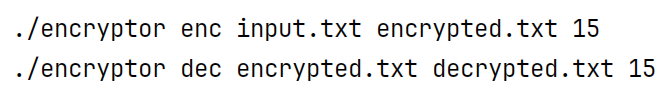 ./encryptor enc input.txt encrypted.txt 15
./encryptor dec encrypted.txt decrypted.txt 15